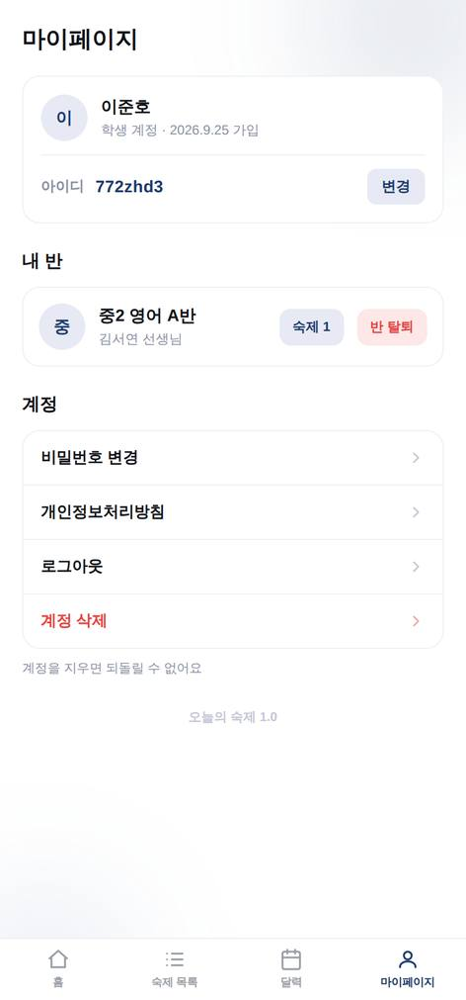 마이페이지
이
이준호
학생 계정 · 2026.9.25 가입
아이디 772zhd3 변경
내 반
중
중2 영어 A반
김서연 선생님
숙제 1 반 탈퇴
계정
비밀번호 변경
개인정보처리방침
로그아웃
계정 삭제
계정을 지우면 되돌릴 수 없어요
오늘의 숙제 1.0
홈 숙제 목록 달력 마이페이지